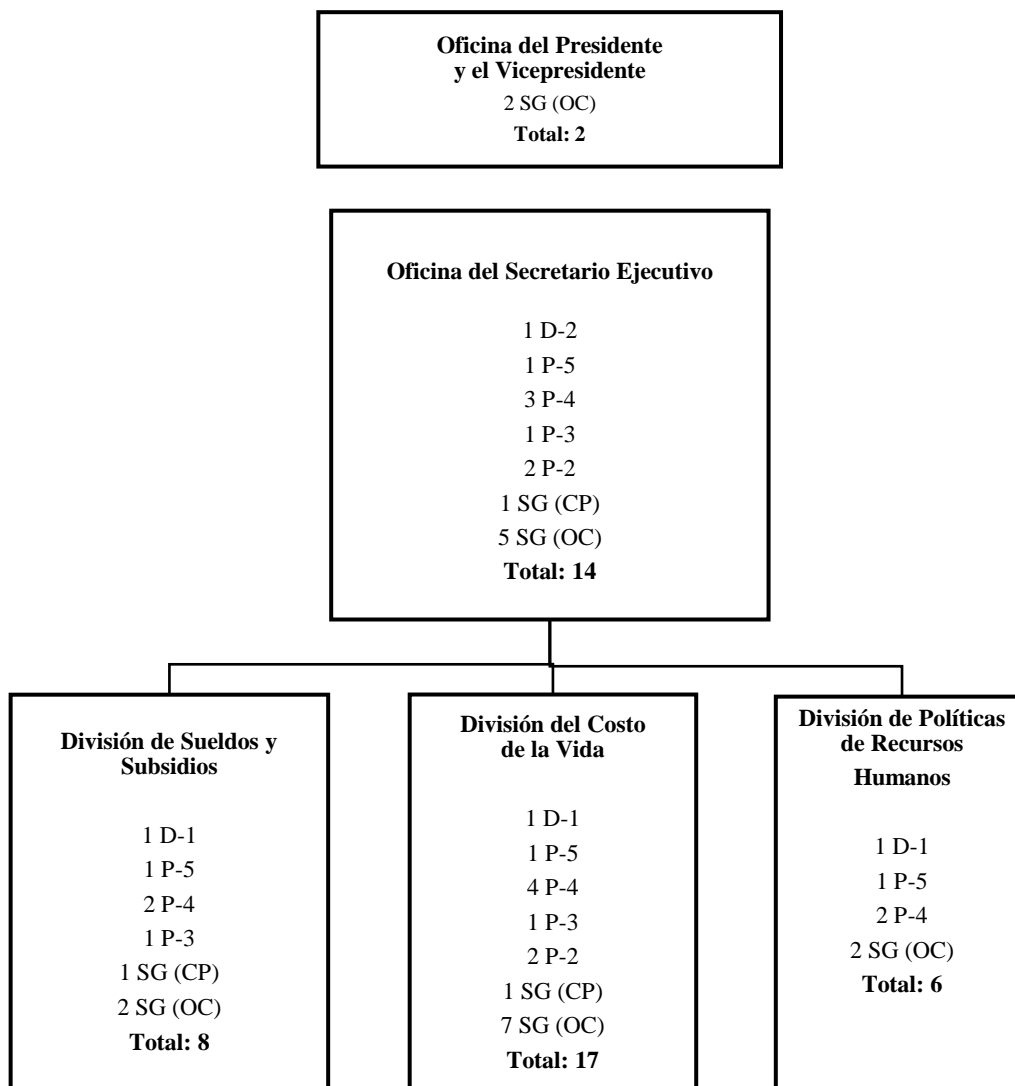 Oficina del Presidente
y el Vicepresidente
2 SG (OC)
Total: 2
Oficina del Secretario Ejecutivo
1 D-2
1 P-5
3 P-4
1 P-3
2 P-2
1 SG (CP)
5 SG (OC)
Total: 14
División de Sueldos y
Subsidios
1 D-1
1 P-5
2 P-4
1 P-3
1 SG (CP)
2 SG (OC)
Total: 8
División del Costo
de la Vida
1 D-1
1 P-5
4 P-4
1 P-3
2 P-2
1 SG (CP)
7 SG (OC)
Total: 17
División de Políticas
de Recursos
Humanos
1 D-1
1 P-5
2 P-4
2 SG (OC)
Total: 6